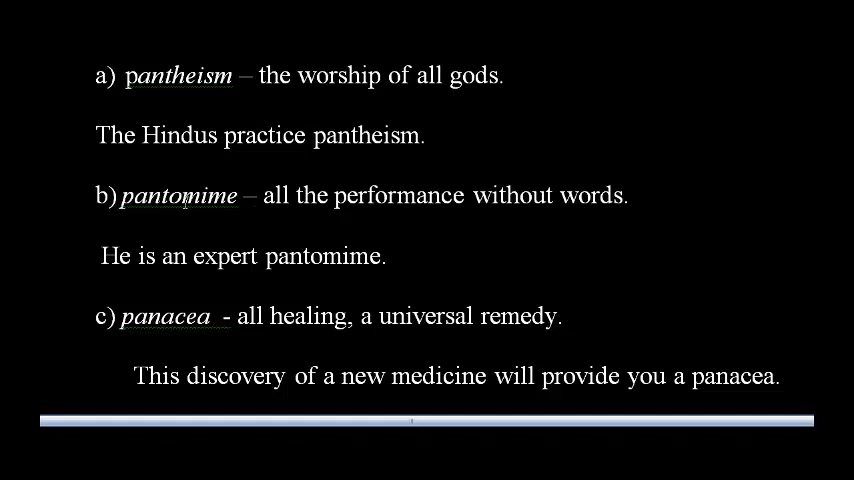 a) pantheism – the worship of all gods.
The Hindus practice pantheism.
b) pantomime – all the performance without words.
He is an expert pantomime.
c) panacea - all healing, a universal remedy.
This discovery of a new medicine will provide you a panacea.